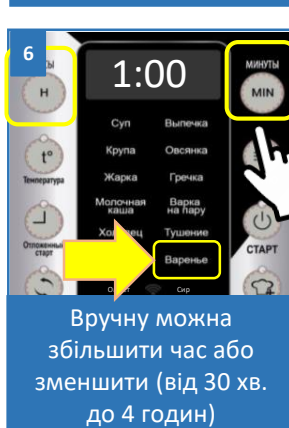 6
Ы
МИНУТЫ
H
1:00
MIN
Суп
Выпечка
t°
Крупа
Овсянка
Температура
Жарка
Гречка
Молочная каша
Варка на пару
Отложенный старт
Тушение
СТАРТ
Варенье
Сир
Вручну можна
збільшити час або
зменшити (від 30 хв.
до 4 годин)